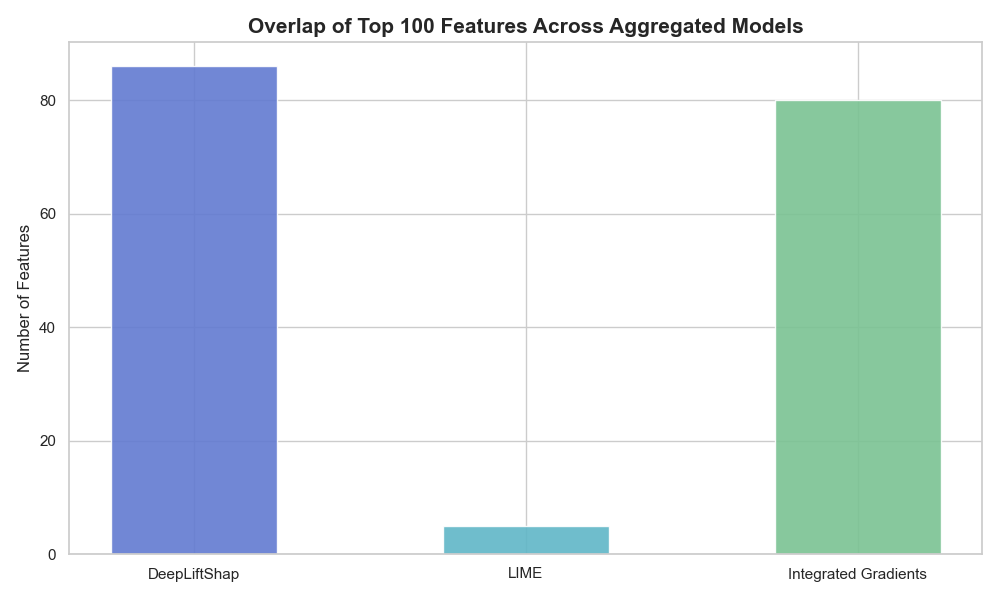 Overlap of Top 100 Features Across Aggregated Models
Number of Features
80
60
40
20
0
DeepLiftShap
LIME
Integrated Gradients